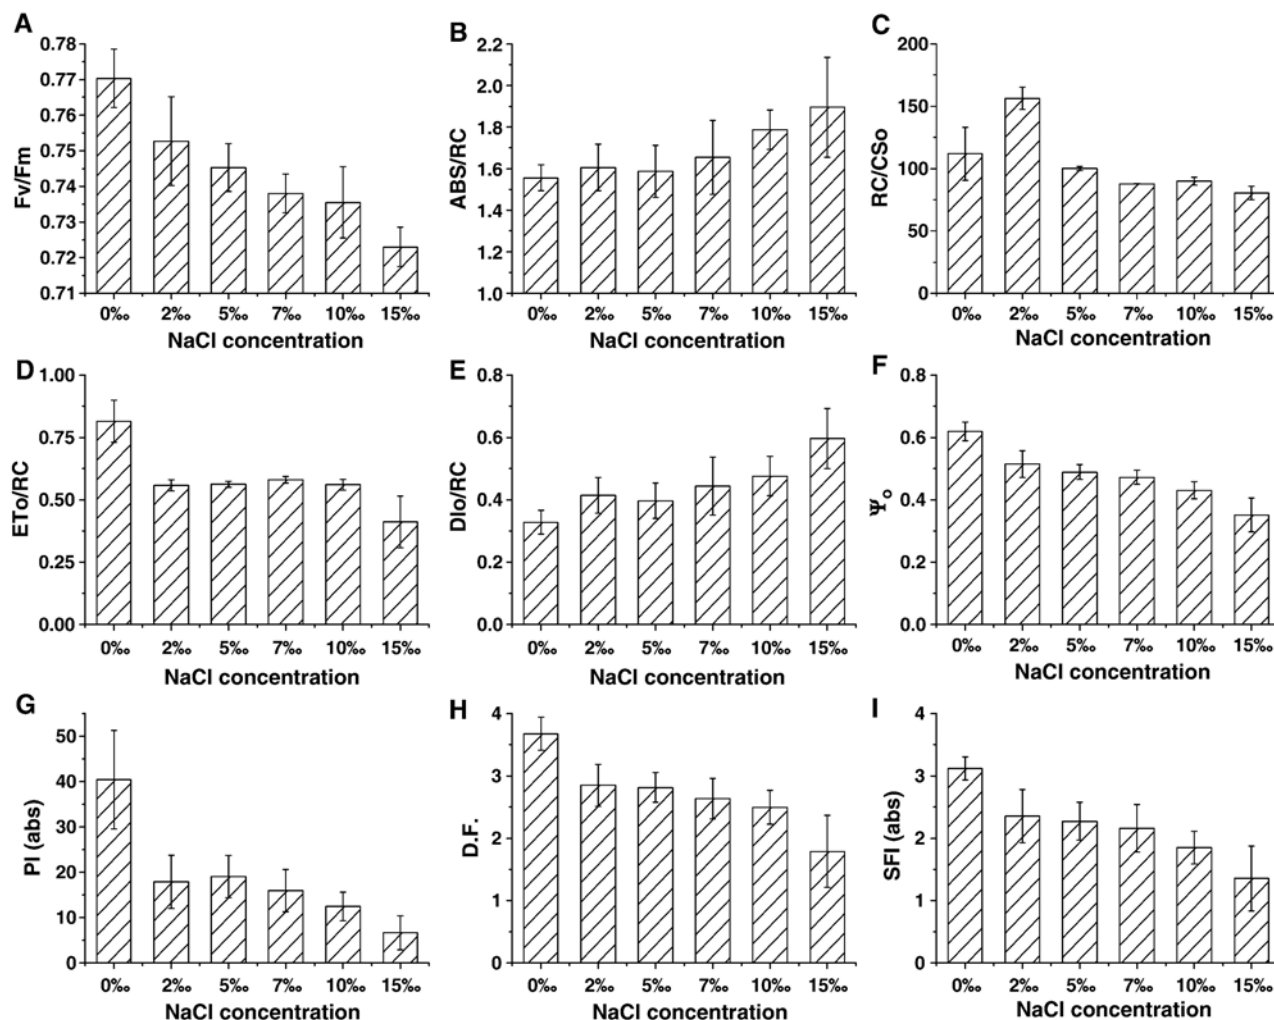 A
Fv/Fm
0.78
0.77
0.76
0.75
0.74
0.73
0.72
0.71
0‰ 2‰ 5‰ 7‰ 10‰ 15‰
NaCl concentration
B
ABS/RC
2.2
2.0
1.8
1.6
1.4
1.2
1.0
0‰ 2‰ 5‰ 7‰ 10‰ 15‰
NaCl concentration
C
RC/CSo
200
150
100
50
0
0‰ 2‰ 5‰ 7‰ 10‰ 15‰
NaCl concentration
D
ETo/RC
1.00
0.75
0.50
0.25
0.00
0‰ 2‰ 5‰ 7‰ 10‰ 15‰
NaCl concentration
E
DIo/RC
0.8
0.6
0.4
0.2
0.0
0‰ 2‰ 5‰ 7‰ 10‰ 15‰
NaCl concentration
F
Ψo
0.8
0.6
0.4
0.2
0.0
0‰ 2‰ 5‰ 7‰ 10‰ 15‰
NaCl concentration
G
PI (abs)
50
40
30
20
10
0
0‰ 2‰ 5‰ 7‰ 10‰ 15‰
NaCl concentration
H
D.F.
4
3
2
1
0
0‰ 2‰ 5‰ 7‰ 10‰ 15‰
NaCl concentration
I
SFI (abs)
4
3
2
1
0
0‰ 2‰ 5‰ 7‰ 10‰ 15‰
NaCl concentration